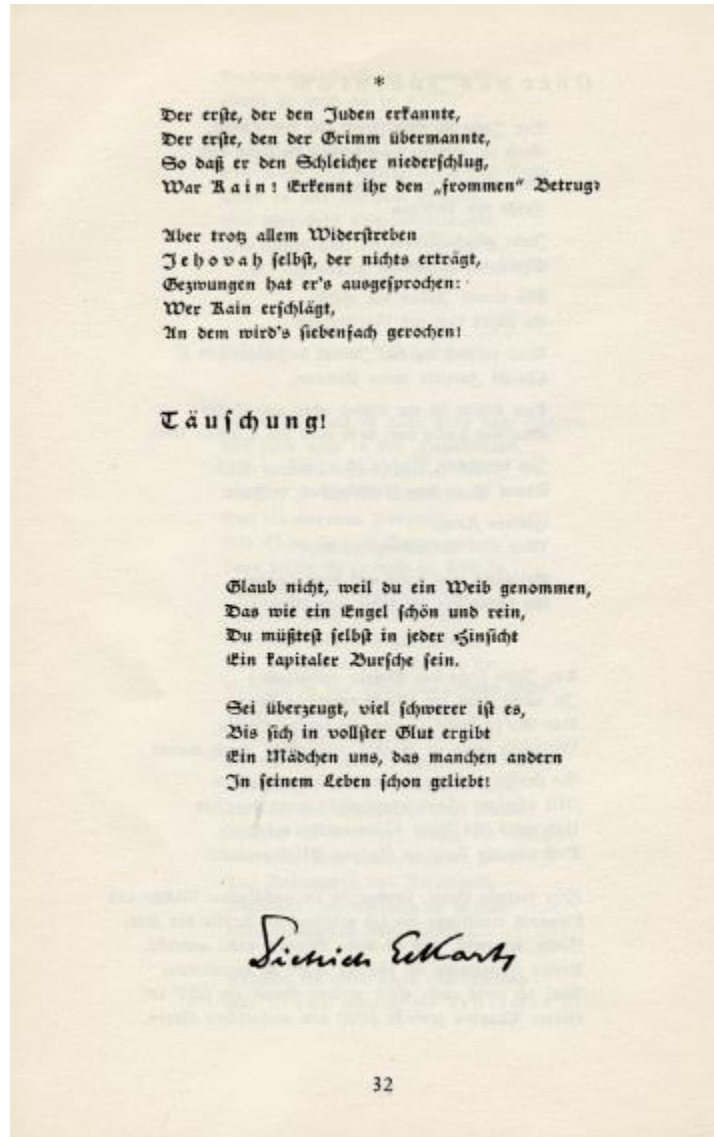 *
Der erste, der den Juden erkannte,
Der erste, den der Grimm übermannte,
So daß er den Schleicher niederschlug,
War Kain! Erkennt ihr den „frommen“ Betrug?
Aber trotz allem Widerstreben
Jehovah selbst, der nichts erträgt,
Gezwungen hat er's ausgesprochen:
Wer Kain erschlägt,
An dem wird's siebenfach gerochen!
Täuschung!
Glaub nicht, weil du ein Weib genommen,
Das wie ein Engel schön und rein,
Du müßtest selbst in jeder Hinsicht
Ein kapitaler Bursche sein.
Sei überzeugt, viel schwerer ist es,
Bis sich in vollster Glut ergibt
Ein Mädchen uns, das manchen andern
In seinem Leben schon geliebt!
Dietrich Eckart
32